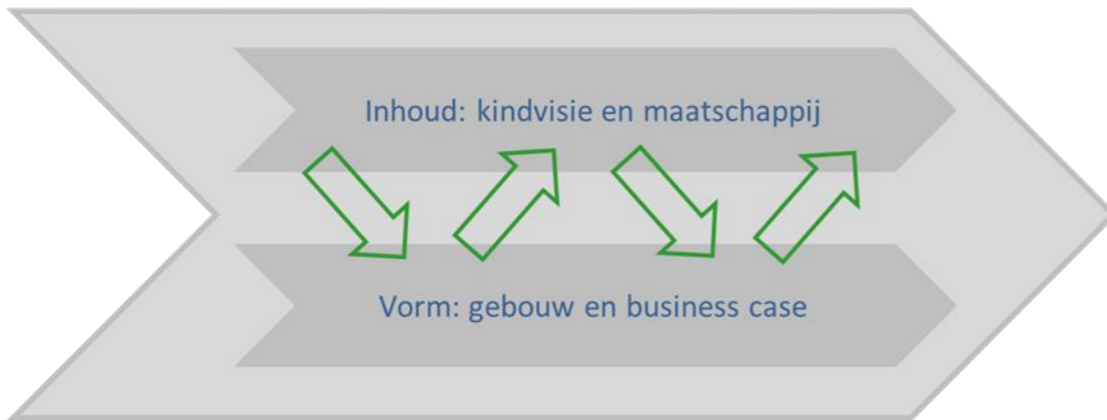 Inhoud: kindvisie en maatschappij
Vorm: gebouw en business case